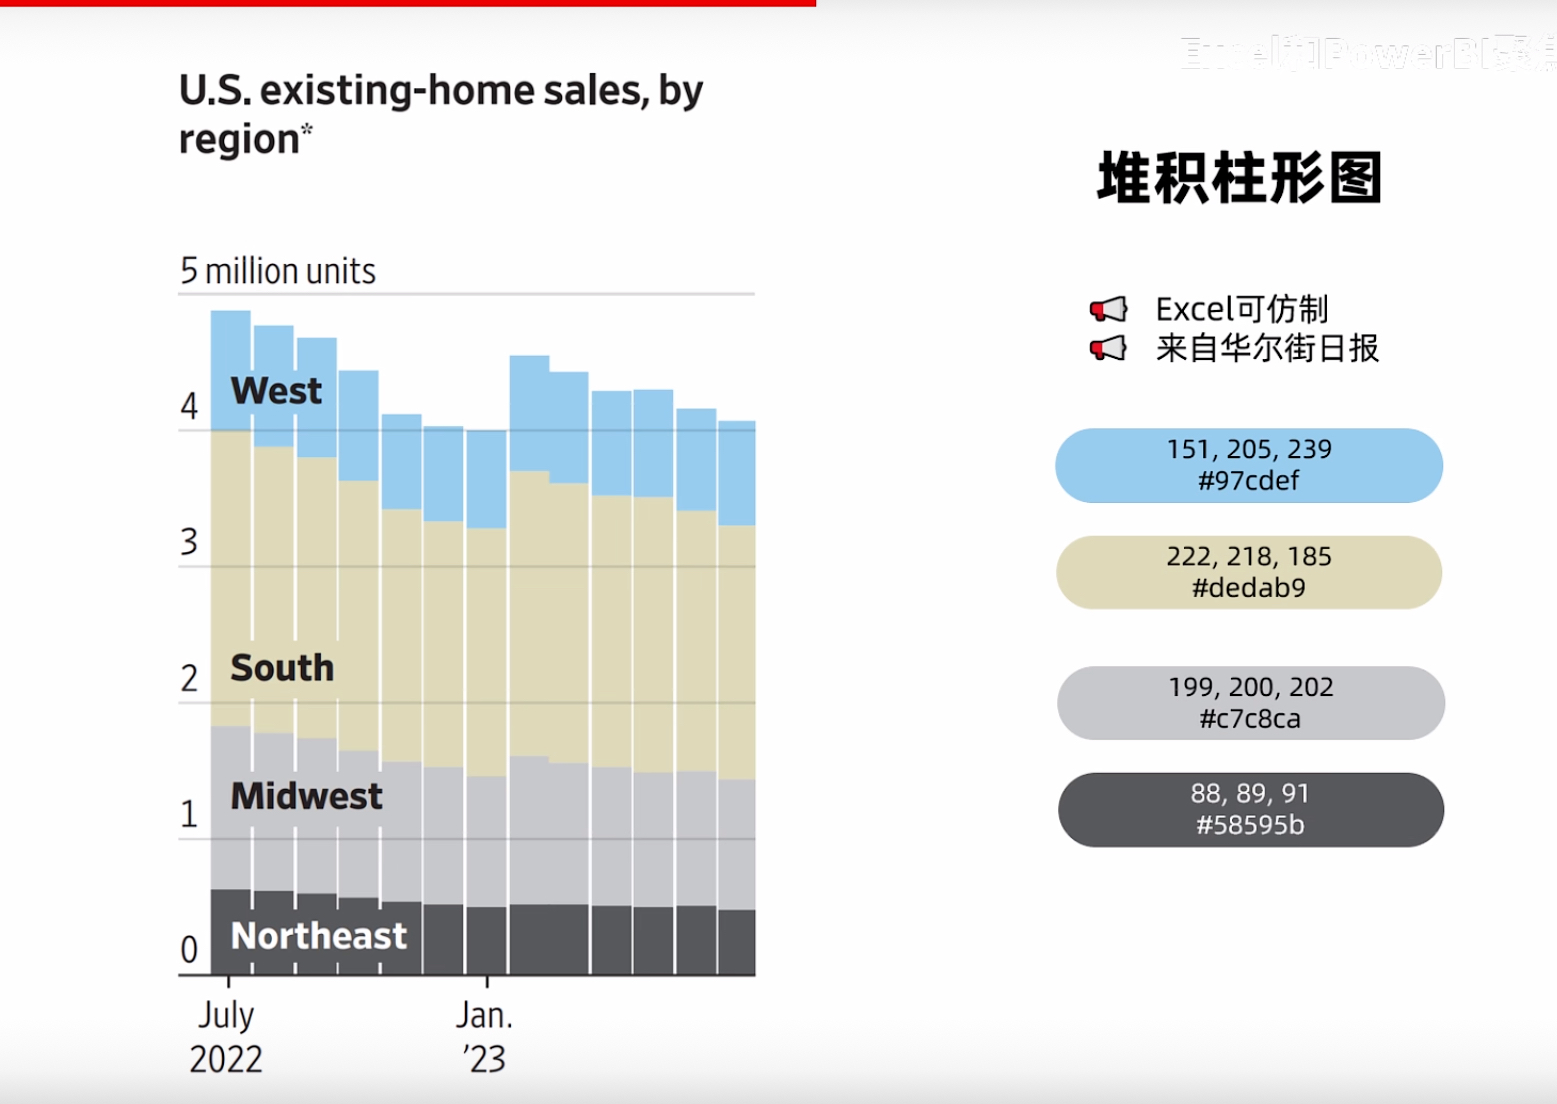 U.S. existing-home sales, by
region*
5 million units
4
3
2
1
0
West
South
Midwest
Northeast
July
2022
Jan.
’23
Excel和PowerBI聚焦
堆积柱形图
Excel可仿制
来自华尔街日报
151, 205, 239
#97cdef
222, 218, 185
#dedab9
199, 200, 202
#c7c8ca
88, 89, 91
#58595b